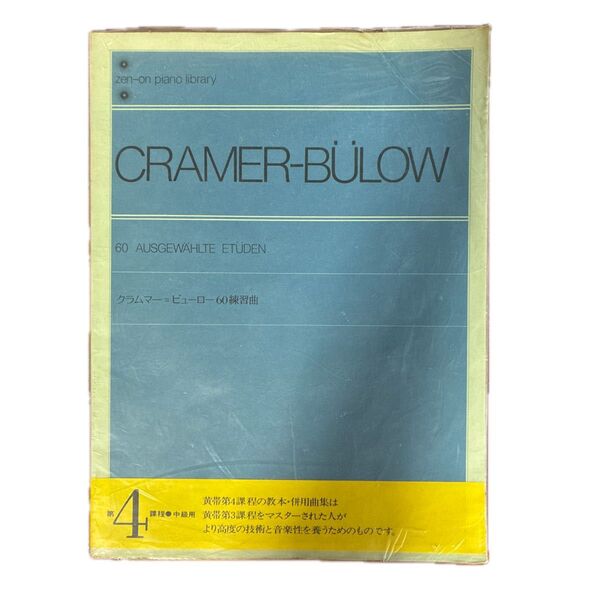 zen-on piano library
CRAMER-BÜLOW
60 AUSGEWÄHLTE ETÜDEN
クラムマー=ビューロー60練習曲
第4課程●中級用
黄帯第4課程の教本・併用曲集は
黄帯第3課程をマスターされた人が
より高度の技術と音楽性を養うためのものです。